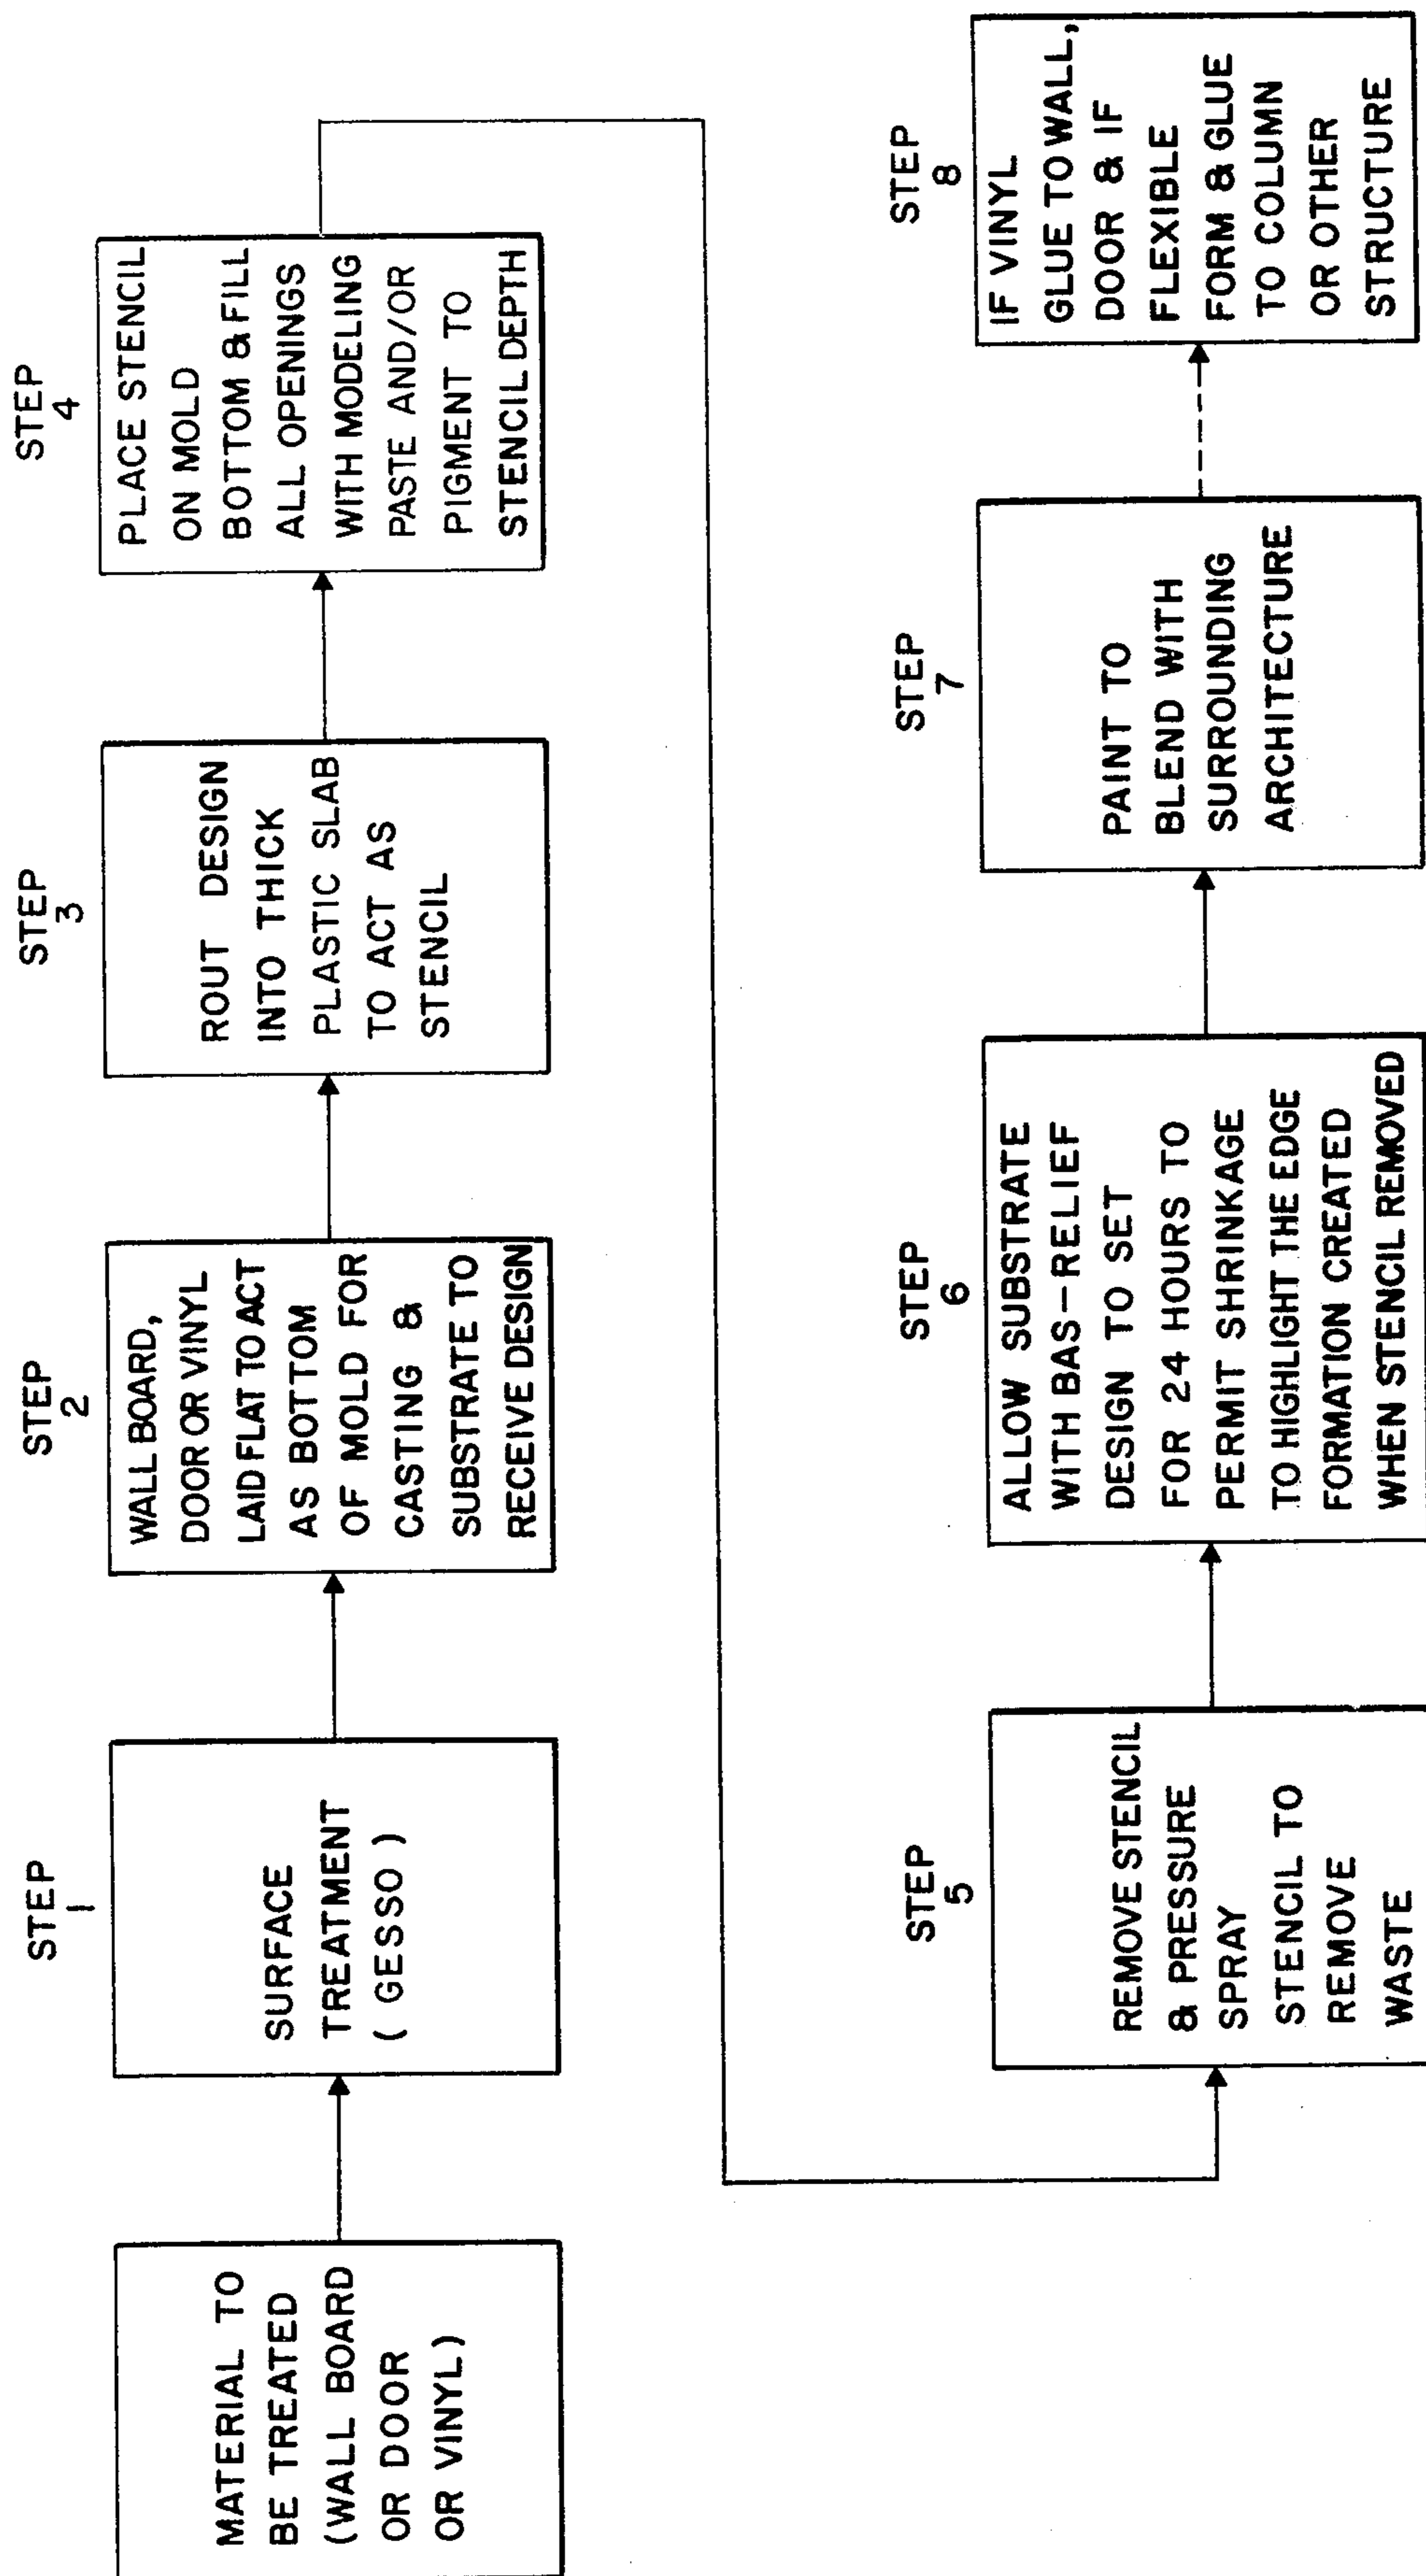 MATERIAL TO
BE TREATED
(WALL BOARD
OR DOOR
OR VINYL)
STEP
1
SURFACE
TREATMENT
( GESSO )
STEP
2
WALL BOARD,
DOOR OR VINYL
LAID FLAT TO ACT
AS BOTTOM
OF MOLD FOR
CASTING &
SUBSTRATE TO
RECEIVE DESIGN
STEP
3
ROUT DESIGN
INTO THICK
PLASTIC SLAB
TO ACT AS
STENCIL
STEP
4
PLACE STENCIL
ON MOLD
BOTTOM & FILL
ALL OPENINGS
WITH MODELING
PASTE AND/OR
PIGMENT TO
STENCIL DEPTH
STEP
5
REMOVE STENCIL
& PRESSURE
SPRAY
STENCIL TO
REMOVE
WASTE
STEP
6
ALLOW SUBSTRATE
WITH BAS-RELIEF
DESIGN TO SET
FOR 24 HOURS TO
PERMIT SHRINKAGE
TO HIGHLIGHT THE EDGE
FORMATION CREATED
WHEN STENCIL REMOVED
STEP
7
PAINT TO
BLEND WITH
SURROUNDING
ARCHITECTURE
STEP
8
IF VINYL
GLUE TO WALL,
DOOR & IF
FLEXIBLE
FORM & GLUE
TO COLUMN
OR OTHER
STRUCTURE